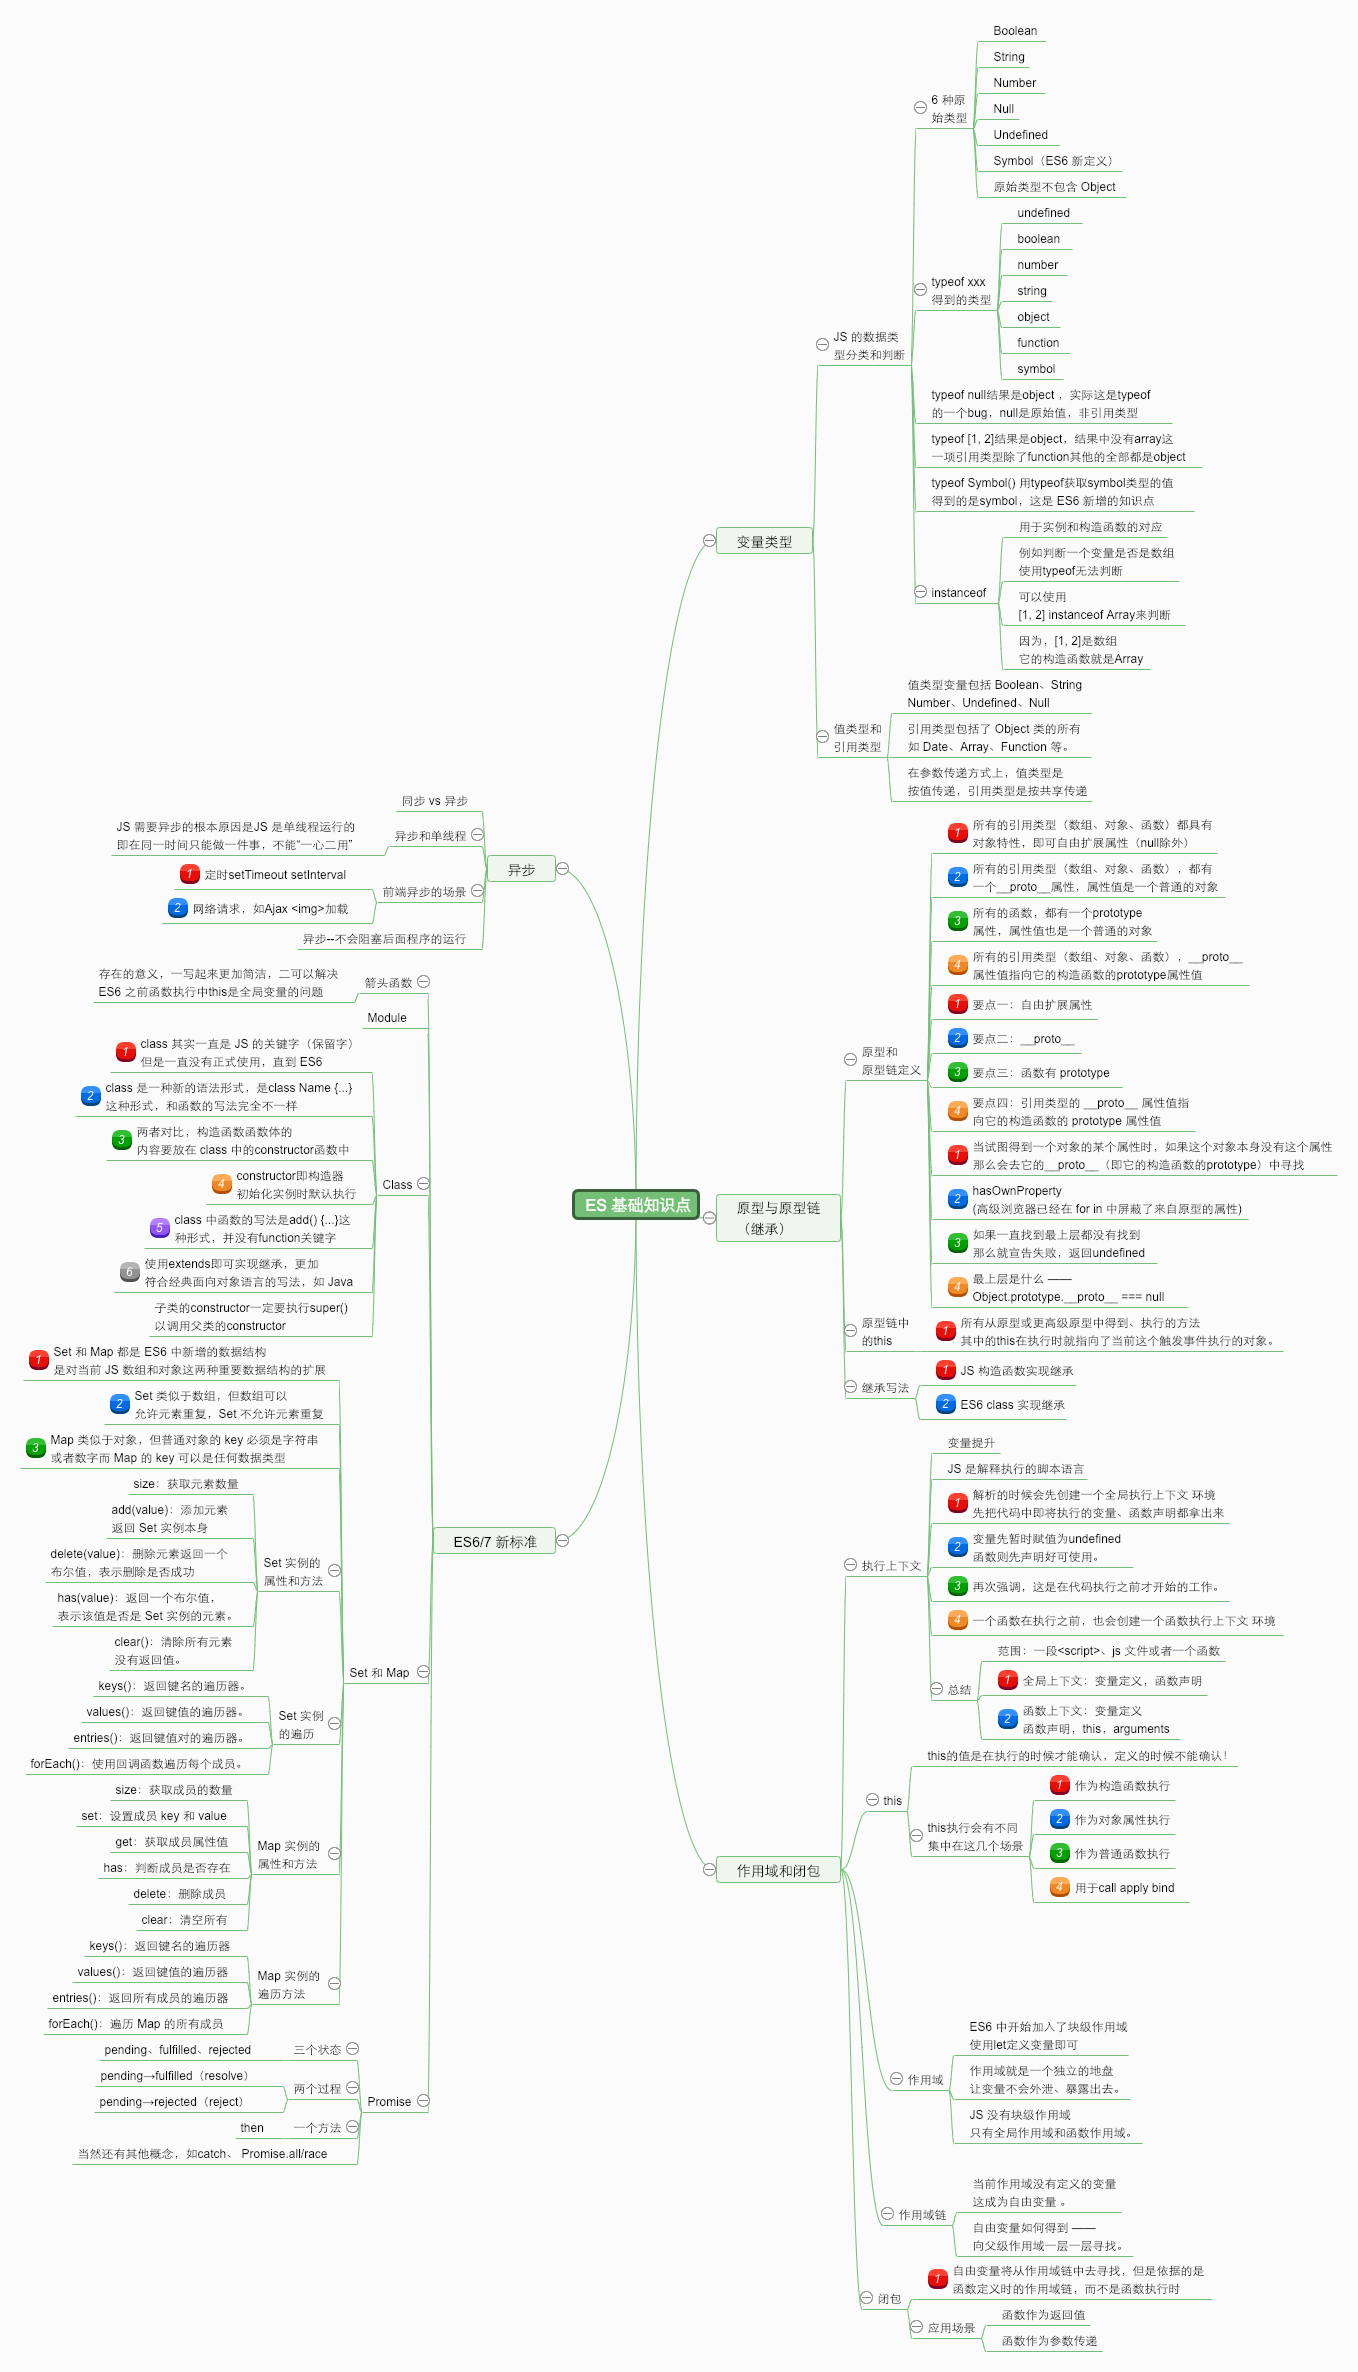 ES 基础知识点
变量类型
JS 的数据类
型分类和判断
6 种原
始类型
Boolean
String
Number
Null
Undefined
Symbol（ES6 新定义）
原始类型不包含 Object
typeof xxx
得到的类型
undefined
boolean
number
string
object
function
symbol
typeof null结果是object ，实际这是typeof
的一个bug，null是原始值，非引用类型
typeof [1, 2]结果是object，结果中没有array这
一项引用类型除了function其他的全部都是object
typeof Symbol() 用typeof获取symbol类型的值
得到的是symbol，这是 ES6 新增的知识点
instanceof
用于实例和构造函数的对应
例如判断一个变量是否是数组
使用typeof无法判断
可以使用
[1, 2] instanceof Array来判断
因为，[1, 2]是数组
它的构造函数就是Array
值类型和
引用类型
值类型变量包括 Boolean、String
Number、Undefined、Null
引用类型包括了 Object 类的所有
如 Date、Array、Function 等。
在参数传递方式上，值类型是
按值传递，引用类型是按共享传递
原型与原型链
（继承）
原型和
原型链定义
1 所有的引用类型（数组、对象、函数）都具有
对象特性，即可自由扩展属性（null除外）
2 所有的引用类型（数组、对象、函数），都有
一个__proto__属性，属性值是一个普通的对象
3 所有的函数，都有一个prototype
属性，属性值也是一个普通的对象
4 所有的引用类型（数组、对象、函数），__proto__
属性值指向它的构造函数的prototype属性值
1 要点一：自由扩展属性
2 要点二：__proto__
3 要点三：函数有 prototype
4 要点四：引用类型的 __proto__ 属性值指
向它的构造函数的 prototype 属性值
1 当试图得到一个对象的某个属性时，如果这个对象本身没有这个属性
那么会去它的__proto__（即它的构造函数的prototype）中寻找
2 hasOwnProperty
(高级浏览器已经在 for in 中屏蔽了来自原型的属性)
3 如果一直找到最上层都没有找到
那么就宣告失败，返回undefined
4 最上层是什么 ——
Object.prototype.__proto__ === null
原型链中
的this
1 所有从原型或更高级原型中得到、执行的方法
其中的this在执行时就指向了当前这个触发事件执行的对象。
继承写法
1 JS 构造函数实现继承
2 ES6 class 实现继承
作用域和闭包
执行上下文
变量提升
JS 是解释执行的脚本语言
1 解析的时候会先创建一个全局执行上下文 环境
先把代码中即将执行的变量、函数声明都拿出来
2 变量先暂时赋值为undefined
函数则先声明好可使用。
3 再次强调，这是在代码执行之前才开始的工作。
4 一个函数在执行之前，也会创建一个函数执行上下文 环境
总结
范围：一段<script>、js 文件或者一个函数
1 全局上下文：变量定义，函数声明
2 函数上下文：变量定义
函数声明，this，arguments
this
this的值是在执行的时候才能确认，定义的时候不能确认！
this执行会有不同
集中在这几个场景
1 作为构造函数执行
2 作为对象属性执行
3 作为普通函数执行
4 用于call apply bind
作用域
ES6 中开始加入了块级作用域
使用let定义变量即可
作用域就是一个独立的地盘
让变量不会外泄、暴露出去。
JS 没有块级作用域
只有全局作用域和函数作用域。
作用域链
当前作用域没有定义的变量
这成为自由变量 。
自由变量如何得到 ——
向父级作用域一层一层寻找。
闭包
1 自由变量将从作用域链中去寻找，但是依据的是
函数定义时的作用域链，而不是函数执行时
应用场景
函数作为返回值
函数作为参数传递
异步
同步 vs 异步
异步和单线程
JS 需要异步的根本原因是JS 是单线程运行的
即在同一时间只能做一件事，不能“一心二用”
前端异步的场景
1 定时setTimeout setInterval
2 网络请求，如Ajax <img>加载
异步--不会阻塞后面程序的运行
ES6/7 新标准
箭头函数
存在的意义，一写起来更加简洁，二可以解决
ES6 之前函数执行中this是全局变量的问题
Module
Class
1 class 其实一直是 JS 的关键字（保留字）
但是一直没有正式使用，直到 ES6
2 class 是一种新的语法形式，是class Name {...}
这种形式，和函数的写法完全不一样
3 两者对比，构造函数函数体的
内容要放在 class 中的constructor函数中
4 constructor即构造器
初始化实例时默认执行
5 class 中函数的写法是add() {...}这
种形式，并没有function关键字
6 使用extends即可实现继承，更加
符合经典面向对象语言的写法，如 Java
子类的constructor一定要执行super()
以调用父类的constructor
Set 和 Map
1 Set 和 Map 都是 ES6 中新增的数据结构
是对当前 JS 数组和对象这两种重要数据结构的扩展
2 Set 类似于数组，但数组可以
允许元素重复，Set 不允许元素重复
3 Map 类似于对象，但普通对象的 key 必须是字符串
或者数字而 Map 的 key 可以是任何数据类型
Set 实例的
属性和方法
size：获取元素数量
add(value)：添加元素
返回 Set 实例本身
delete(value)：删除元素返回一个
布尔值，表示删除是否成功
has(value)：返回一个布尔值，
表示该值是否是 Set 实例的元素。
clear()：清除所有元素
没有返回值。
Set 实例
的遍历
keys()：返回键名的遍历器。
values()：返回键值的遍历器。
entries()：返回键值对的遍历器。
forEach()：使用回调函数遍历每个成员。
Map 实例的
属性和方法
size：获取成员的数量
set：设置成员 key 和 value
get：获取成员属性值
has：判断成员是否存在
delete：删除成员
clear：清空所有
Map 实例的
遍历方法
keys()：返回键名的遍历器
values()：返回键值的遍历器
entries()：返回所有成员的遍历器
forEach()：遍历 Map 的所有成员
Promise
三个状态
pending、fulfilled、rejected
两个过程
pending→fulfilled（resolve）
pending→rejected（reject）
一个方法
then
当然还有其他概念，如catch、 Promise.all/race